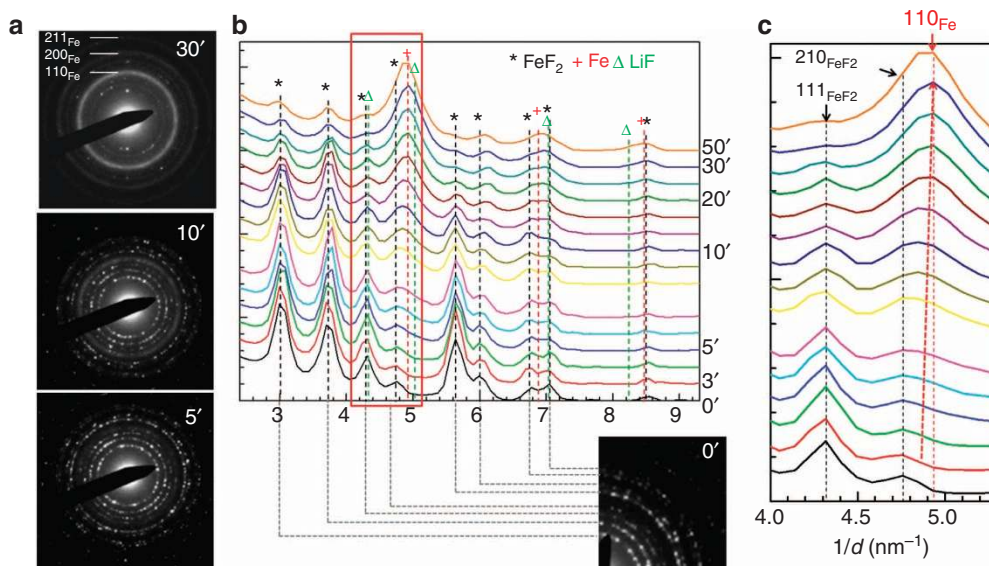 a
211Fe
200Fe
110Fe
30′
10′
5′
b
* FeF2 + Fe Δ LiF
* * * Δ * + Δ * * * + Δ * Δ + *
50′
30′
20′
10′
5′
3′
0′
3 4 5 6 7 8 9
0′
c
110Fe
210FeF2
111FeF2
4.0 4.5 5.0
1/d (nm−1)